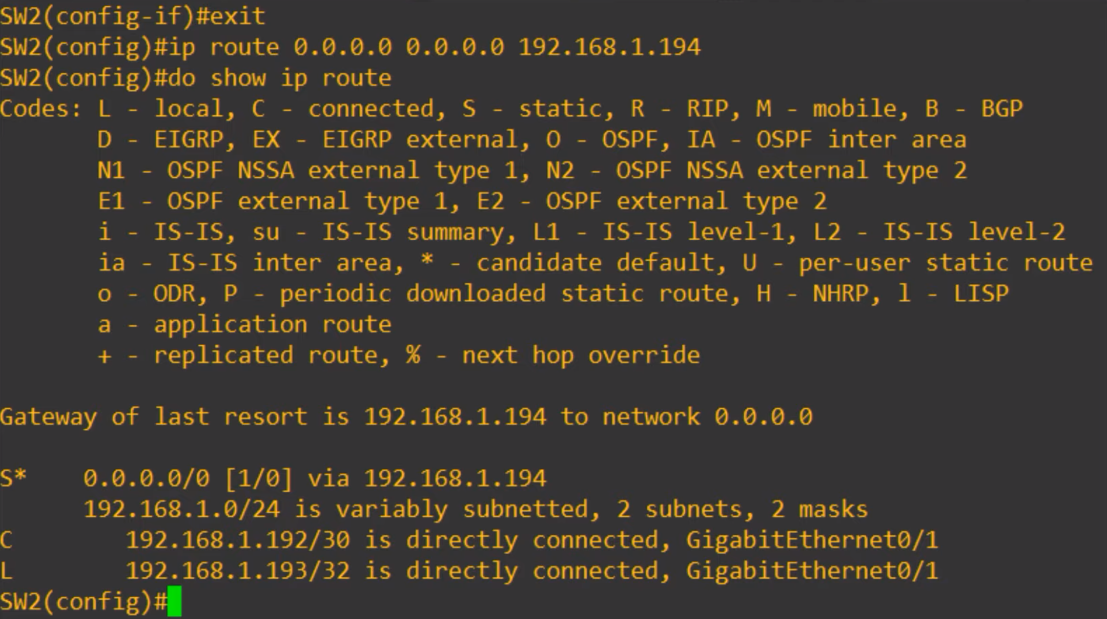 SW2(config-if)#exit
SW2(config)#ip route 0.0.0.0 0.0.0.0 192.168.1.194
SW2(config)#do show ip route
Codes: L - local, C - connected, S - static, R - RIP, M - mobile, B - BGP
       D - EIGRP, EX - EIGRP external, O - OSPF, IA - OSPF inter area
       N1 - OSPF NSSA external type 1, N2 - OSPF NSSA external type 2
       E1 - OSPF external type 1, E2 - OSPF external type 2
       i - IS-IS, su - IS-IS summary, L1 - IS-IS level-1, L2 - IS-IS level-2
       ia - IS-IS inter area, * - candidate default, U - per-user static route
       o - ODR, P - periodic downloaded static route, H - NHRP, l - LISP
       a - application route
       + - replicated route, % - next hop override

Gateway of last resort is 192.168.1.194 to network 0.0.0.0

S*    0.0.0.0/0 [1/0] via 192.168.1.194
      192.168.1.0/24 is variably subnetted, 2 subnets, 2 masks
C        192.168.1.192/30 is directly connected, GigabitEthernet0/1
L        192.168.1.193/32 is directly connected, GigabitEthernet0/1
SW2(config)#